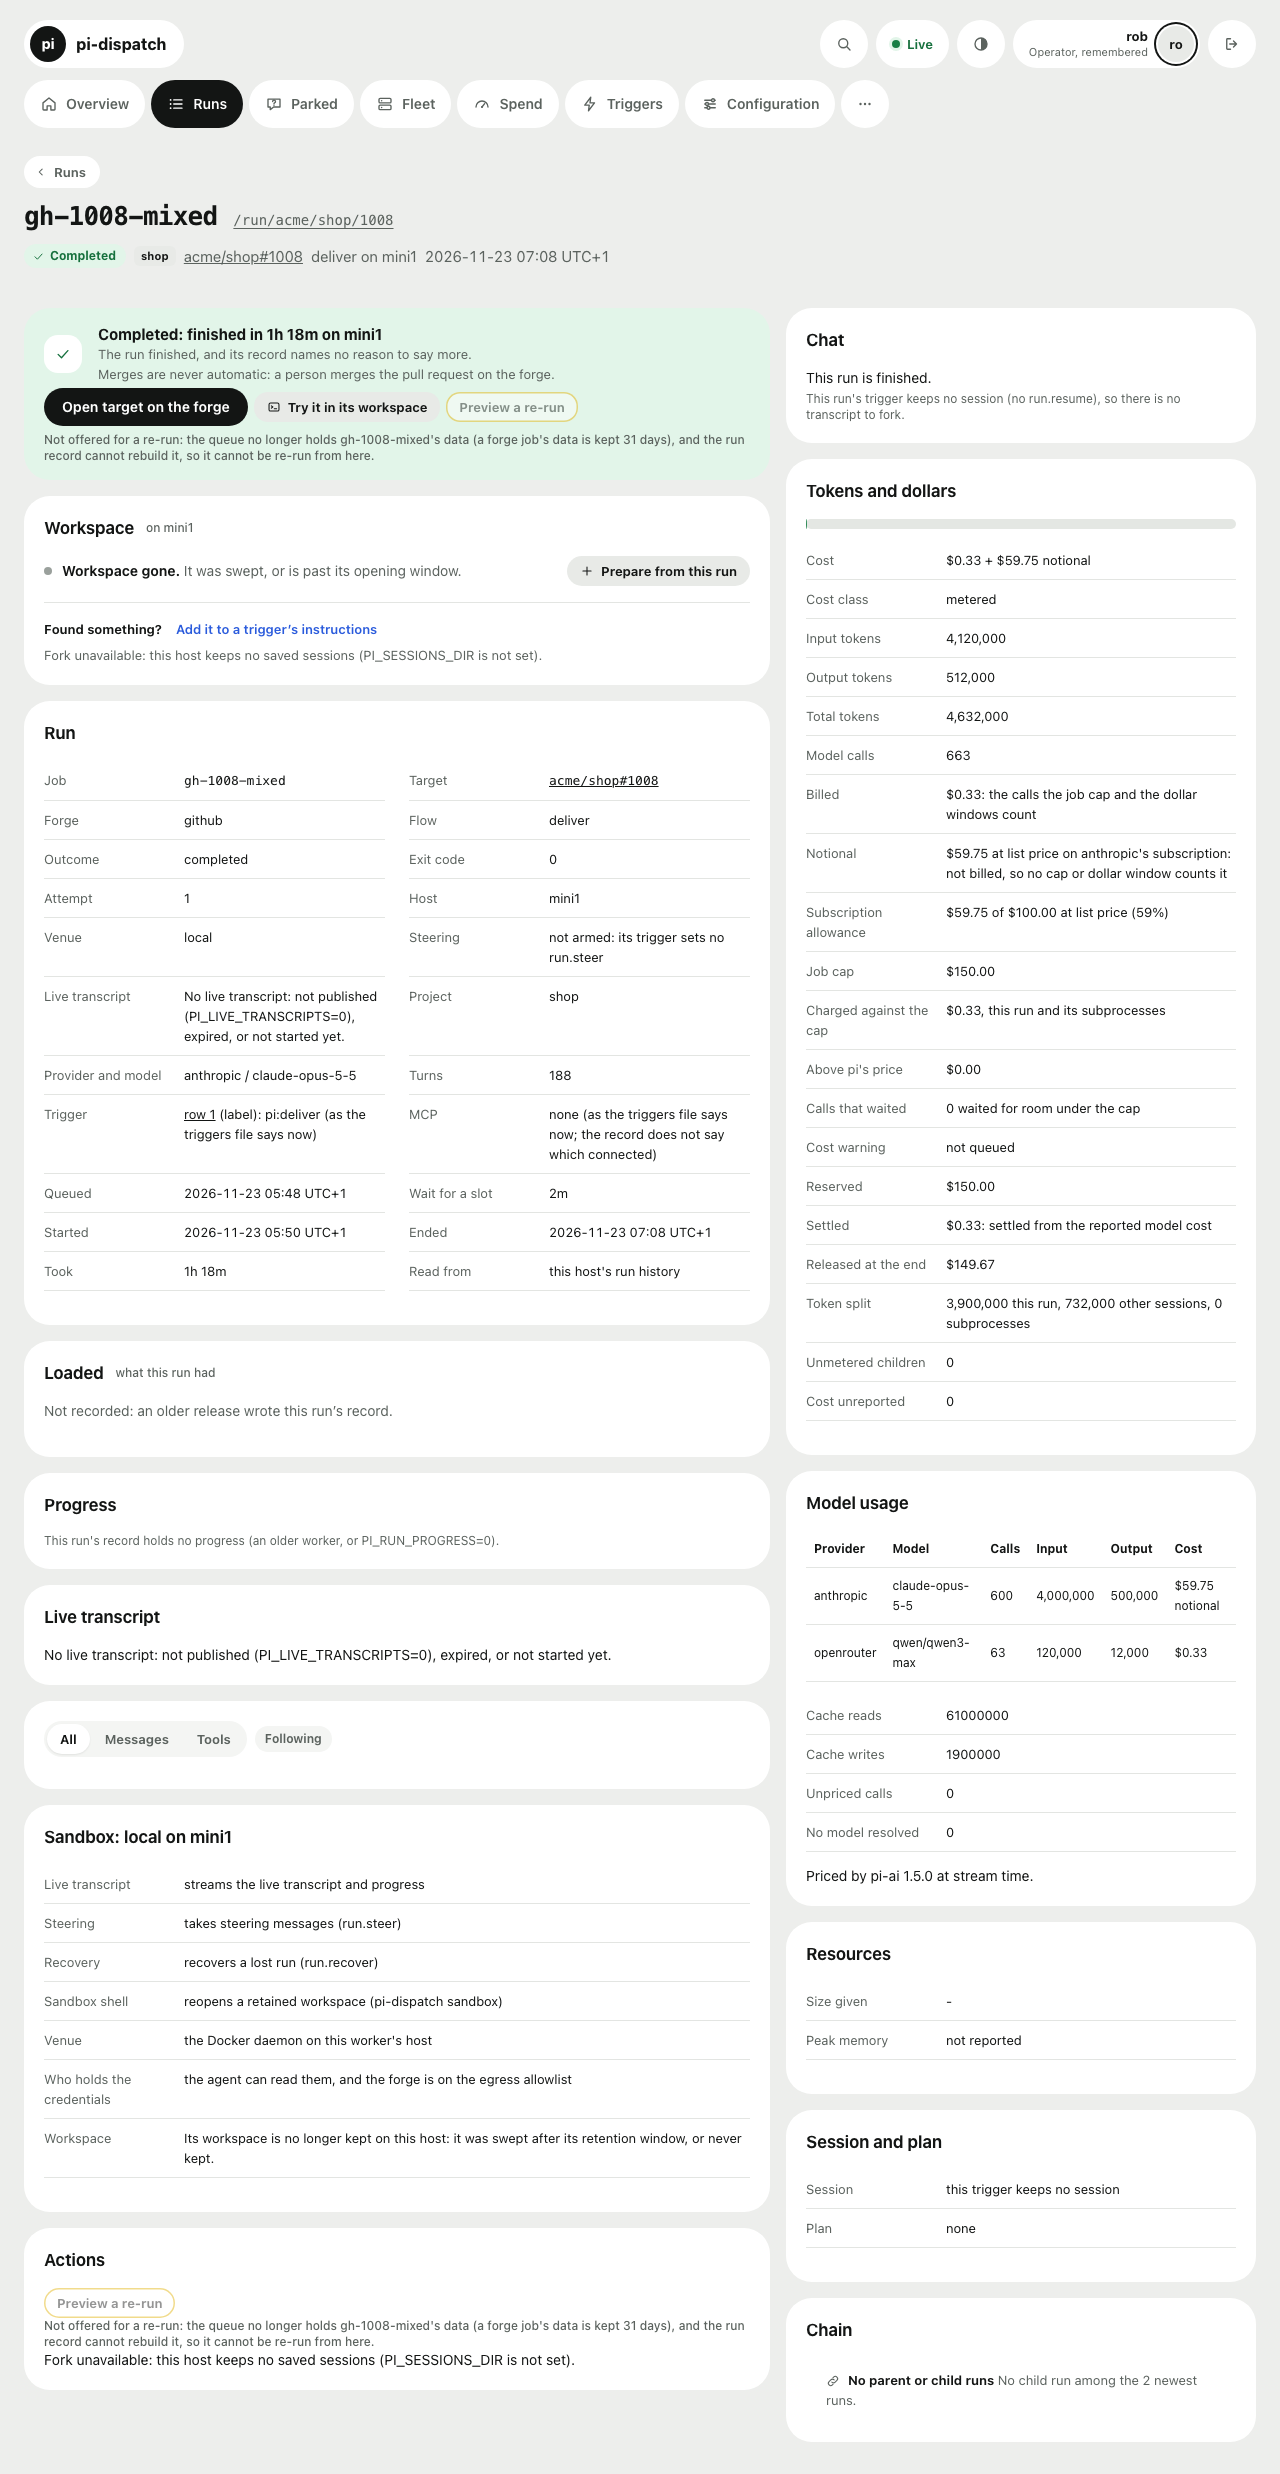 pi pi-dispatch
Live
rob
Operator, remembered
ro
Overview
Runs
Parked
Fleet
Spend
Triggers
Configuration
Runs
gh-1008-mixed /run/acme/shop/1008
Completed shop acme/shop#1008 deliver on mini1 2026-11-23 07:08 UTC+1
Completed: finished in 1h 18m on mini1
The run finished, and its record names no reason to say more.
Merges are never automatic: a person merges the pull request on the forge.
Open target on the forge
Try it in its workspace
Preview a re-run
Not offered for a re-run: the queue no longer holds gh-1008-mixed's data (a forge job's data is kept 31 days), and the run
record cannot rebuild it, so it cannot be re-run from here.
Workspace on mini1
Workspace gone. It was swept, or is past its opening window.
Prepare from this run
Found something? Add it to a trigger's instructions
Fork unavailable: this host keeps no saved sessions (PI_SESSIONS_DIR is not set).
Run
Job gh-1008-mixed
Target acme/shop#1008
Forge github
Flow deliver
Outcome completed
Exit code 0
Attempt 1
Host mini1
Venue local
Steering not armed: its trigger sets no
run.steer
Live transcript No live transcript: not published
(PI_LIVE_TRANSCRIPTS=0),
expired, or not started yet.
Project shop
Provider and model anthropic / claude-opus-5-5
Turns 188
Trigger row 1 (label): pi:deliver (as the
triggers file says now)
MCP none (as the triggers file says
now; the record does not say
which connected)
Queued 2026-11-23 05:48 UTC+1
Wait for a slot 2m
Started 2026-11-23 05:50 UTC+1
Ended 2026-11-23 07:08 UTC+1
Took 1h 18m
Read from this host's run history
Loaded what this run had
Not recorded: an older release wrote this run's record.
Progress
This run's record holds no progress (an older worker, or PI_RUN_PROGRESS=0).
Live transcript
No live transcript: not published (PI_LIVE_TRANSCRIPTS=0), expired, or not started yet.
All Messages Tools Following
Sandbox: local on mini1
Live transcript streams the live transcript and progress
Steering takes steering messages (run.steer)
Recovery recovers a lost run (run.recover)
Sandbox shell reopens a retained workspace (pi-dispatch sandbox)
Venue the Docker daemon on this worker's host
Who holds the
credentials
the agent can read them, and the forge is on the egress allowlist
Workspace Its workspace is no longer kept on this host: it was swept after its retention window, or never
kept.
Actions
Preview a re-run
Not offered for a re-run: the queue no longer holds gh-1008-mixed's data (a forge job's data is kept 31 days), and the run
record cannot rebuild it, so it cannot be re-run from here.
Fork unavailable: this host keeps no saved sessions (PI_SESSIONS_DIR is not set).
Chat
This run is finished.
This run's trigger keeps no session (no run.resume), so there is no
transcript to fork.
Tokens and dollars
Cost $0.33 + $59.75 notional
Cost class metered
Input tokens 4,120,000
Output tokens 512,000
Total tokens 4,632,000
Model calls 663
Billed $0.33: the calls the job cap and the dollar
windows count
Notional $59.75 at list price on anthropic's subscription:
not billed, so no cap or dollar window counts it
Subscription
allowance
$59.75 of $100.00 at list price (59%)
Job cap $150.00
Charged against the
cap
$0.33, this run and its subprocesses
Above pi's price $0.00
Calls that waited 0 waited for room under the cap
Cost warning not queued
Reserved $150.00
Settled $0.33: settled from the reported model cost
Released at the end $149.67
Token split 3,900,000 this run, 732,000 other sessions, 0
subprocesses
Unmetered children 0
Cost unreported 0
Model usage
Provider Model Calls Input Output Cost
anthropic claude-opus-
5-5 600 4,000,000 500,000 $59.75
notional
openrouter qwen/qwen3-
max 63 120,000 12,000 $0.33
Cache reads 61000000
Cache writes 1900000
Unpriced calls 0
No model resolved 0
Priced by pi-ai 1.5.0 at stream time.
Resources
Size given -
Peak memory not reported
Session and plan
Session this trigger keeps no session
Plan none
Chain
No parent or child runs No child run among the 2 newest
runs.